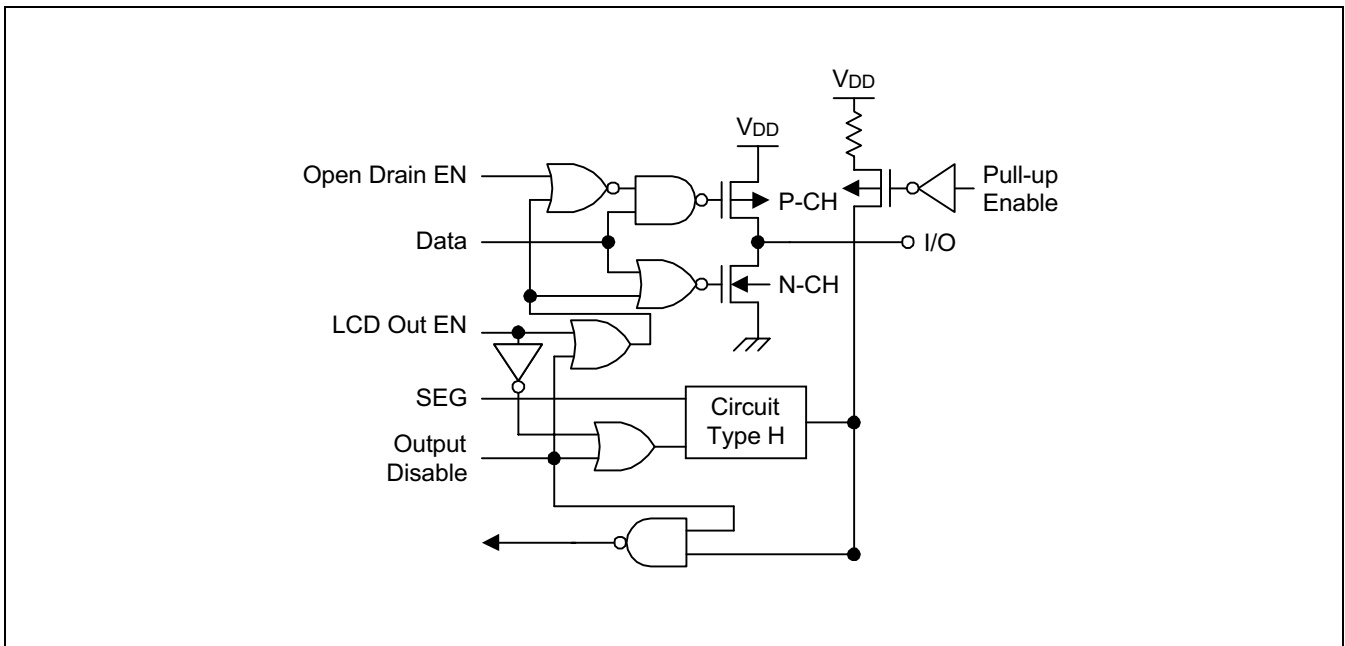 VDD
VDD
Open Drain EN
P-CH
Pull-up
Enable
Data
I/O
N-CH
LCD Out EN
SEG
Circuit
Type H
Output
Disable